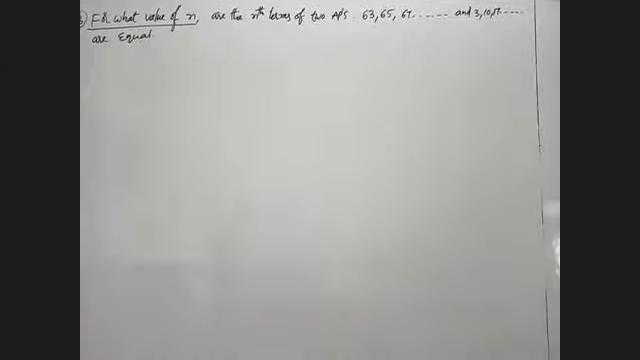 For what value of n, are the nth terms of two AP's 63, 65, 67....... and 3, 10, 17.....
are Equal.